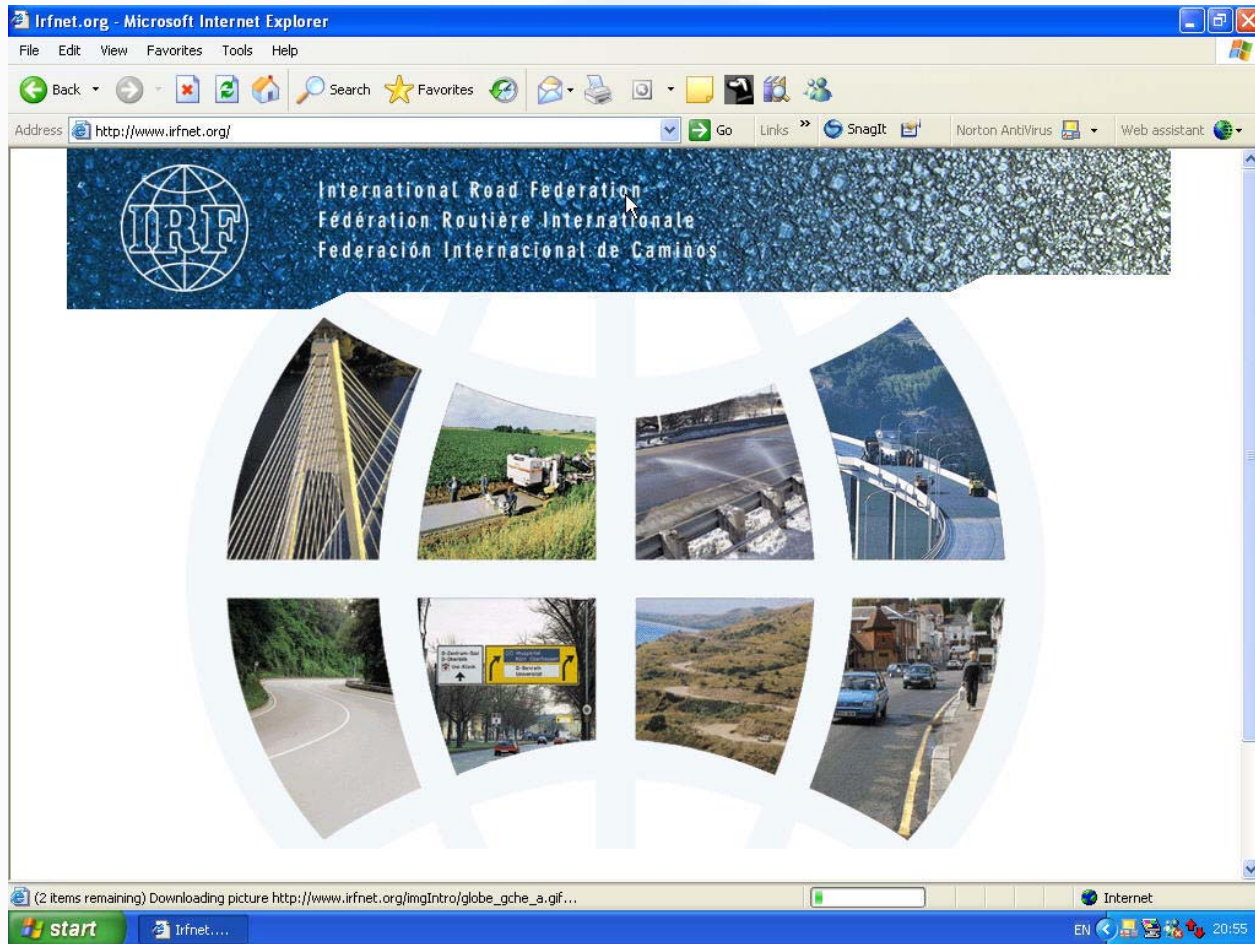 Irfnet.org - Microsoft Internet Explorer
File Edit View Favorites Tools Help
Back Search Favorites
Address http://www.irfnet.org/ Go Links » SnagIt Norton AntiVirus Web assistant
IRF
International Road Federation
Fédération Routière Internationale
Federación Internacional de Caminos
(2 items remaining) Downloading picture http://www.irfnet.org/imgIntro/globe_gche_a.gif...
Internet
start Irfnet.... EN 20:55